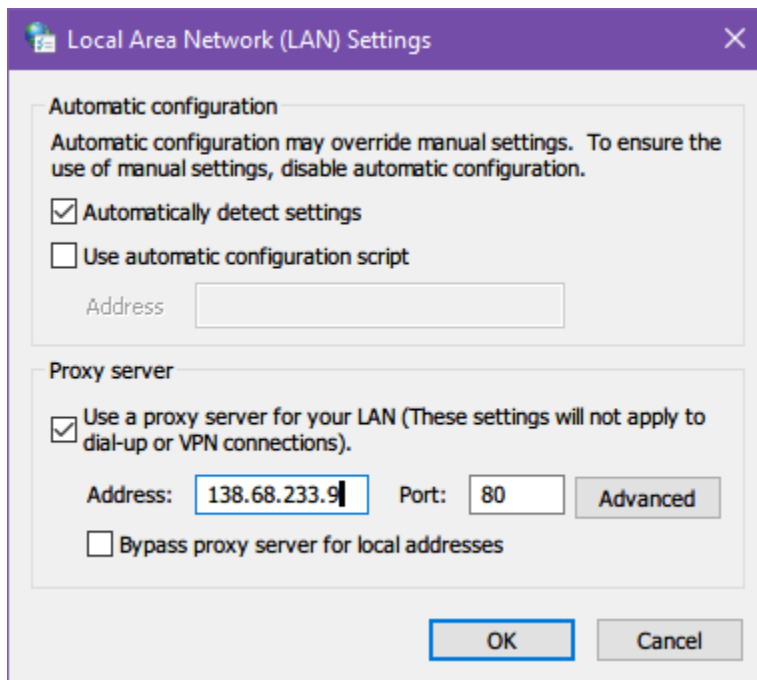 Local Area Network (LAN) Settings
Automatic configuration
Automatic configuration may override manual settings. To ensure the
use of manual settings, disable automatic configuration.
Automatically detect settings
Use automatic configuration script
Address
Proxy server
Use a proxy server for your LAN (These settings will not apply to
dial-up or VPN connections).
Address: 138.68.233.9 Port: 80 Advanced
Bypass proxy server for local addresses
OK Cancel